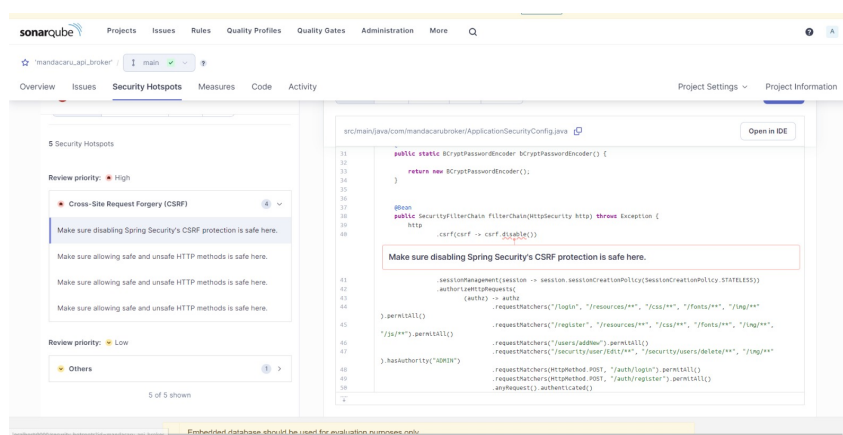 sonarqube Projects Issues Rules Quality Profiles Quality Gates Administration More ? A
'mandacaru_api_broker' / main ?
Overview Issues Security Hotspots Measures Code Activity Project Settings Project Information
5 Security Hotspots
Review priority: High
Cross-Site Request Forgery (CSRF) 4
Make sure disabling Spring Security's CSRF protection is safe here.
Make sure allowing safe and unsafe HTTP methods is safe here.
Make sure allowing safe and unsafe HTTP methods is safe here.
Make sure allowing safe and unsafe HTTP methods is safe here.
Review priority: Low
Others 1
5 of 5 shown
src/main/java/com/mandacarubroker/ApplicationSecurityConfig.java Open in IDE
31 public static BCryptPasswordEncoder bCryptPasswordEncoder() {
32
33 return new BCryptPasswordEncoder();
34 }
35
36
37 @Bean
38 public SecurityFilterChain filterChain(HttpSecurity http) throws Exception {
39 http
40 .csrf(csrf -> csrf.disable())
Make sure disabling Spring Security's CSRF protection is safe here.
41 .sessionManagement(session -> session.sessionCreationPolicy(SessionCreationPolicy.STATELESS))
42 .authorizeHttpRequests(
43 (authz) -> authz
44 .requestMatchers("/login", "/resources/**", "/css/**", "/fonts/**", "/img/**"
).permitAll()
45 .requestMatchers("/register", "/resources/**", "/css/**", "/fonts/**", "/img/**",
"/js/**").permitAll()
46 .requestMatchers("/users/addNew").permitAll()
47 .requestMatchers("/security/user/Edit/**", "/security/users/delete/**", "/img/**"
).hasAuthority("ADMIN")
48 .requestMatchers(HttpMethod.POST, "/auth/login").permitAll()
49 .requestMatchers(HttpMethod.POST, "/auth/register").permitAll()
50 .anyRequest().authenticated()
Embedded database should be used for evaluation purposes only